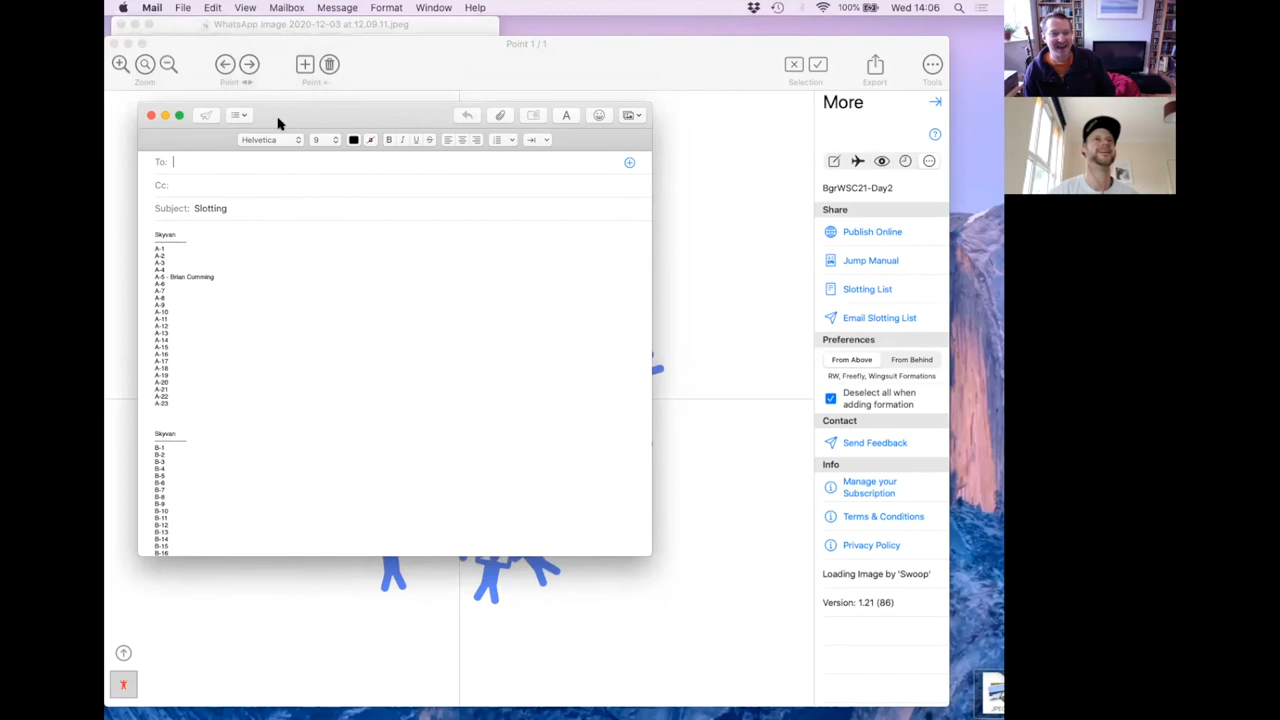 Mail File Edit View Mailbox Message Format Window Help
100% Wed 14:06
WhatsApp image 2020-12-03 at 12.09.11.jpeg
Point 1 / 1
Zoom
Point
Point
Selection
Export
Tools
More
Helvetica 9 B I U S
A
To:
Cc:
Subject: Slotting
Skyvan
A-1
A-2
A-3
A-4
A-5 - Brian Cumming
A-6
A-7
A-8
A-9
A-10
A-11
A-12
A-13
A-14
A-15
A-16
A-17
A-18
A-19
A-20
A-21
A-22
A-23
Skyvan
B-1
B-2
B-3
B-4
B-5
B-6
B-7
B-8
B-9
B-10
B-11
B-12
B-13
B-14
B-15
B-16
BgrWSC21-Day2
Share
Publish Online
Jump Manual
Slotting List
Email Slotting List
Preferences
From Above From Behind
RW, Freefly, Wingsuit Formations
Deselect all when
adding formation
Contact
Send Feedback
Info
Manage your
Subscription
Terms & Conditions
Privacy Policy
Loading Image by 'Swoop'
Version: 1.21 (86)
JPEG